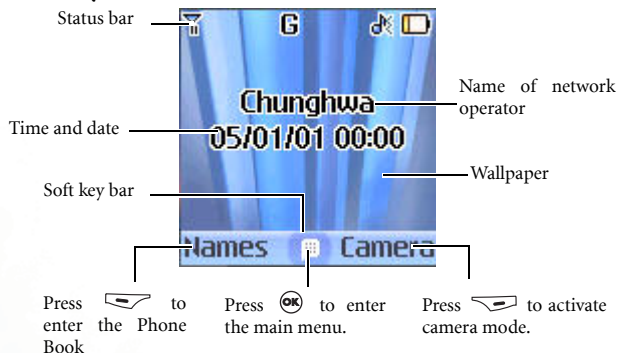 Status bar
G
Chunghwa
Name of network
operator
Time and date
05/01/01 00:00
Wallpaper
Soft key bar
Names
Camera
Press to
enter the Phone
Book
Press OK to enter
the main menu.
Press to activate
camera mode.